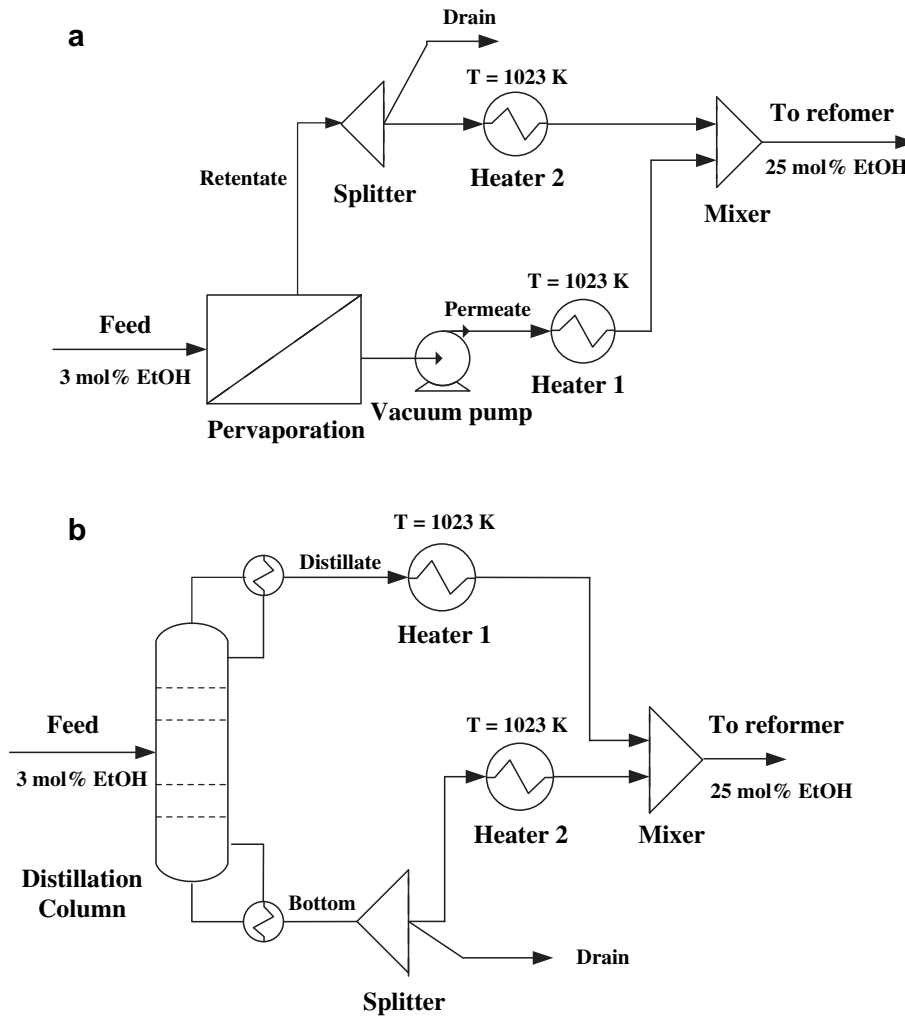 a
Drain
T = 1023 K
To refomer
25 mol% EtOH
Retentate
Splitter
Heater 2
Mixer
T = 1023 K
Feed
3 mol% EtOH
Permeate
Heater 1
Vacuum pump
Pervaporation
b
T = 1023 K
Distillate
Heater 1
Feed
3 mol% EtOH
T = 1023 K
To reformer
25 mol% EtOH
Heater 2
Mixer
Distillation
Column
Bottom
Drain
Splitter